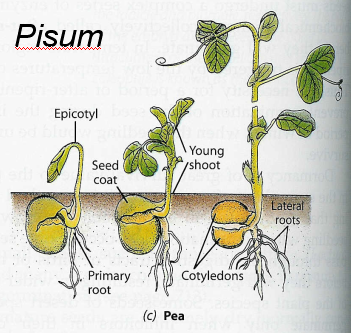 Pisum
Epicotyl
Seed
coat
Young
shoot
Lateral
roots
Primary
root
Cotyledons
(c) Pea